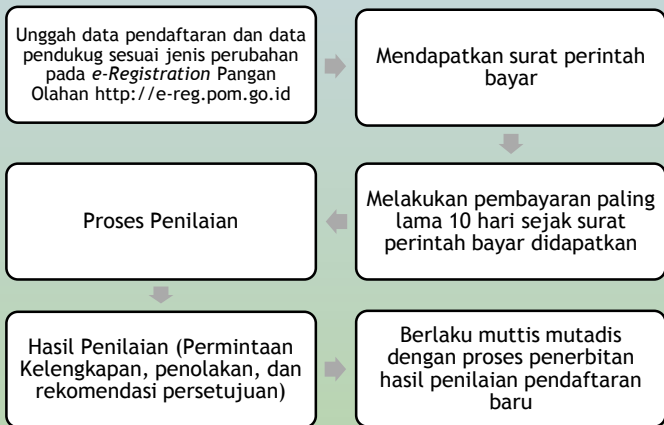 Unggah data pendaftaran dan data
pendukug sesuai jenis perubahan
pada e-Registration Pangan
Olahan http://e-reg.pom.go.id
Mendapatkan surat perintah
bayar
Melakukan pembayaran paling
lama 10 hari sejak surat
perintah bayar didapatkan
Proses Penilaian
Hasil Penilaian (Permintaan
Kelengkapan, penolakan, dan
rekomendasi persetujuan)
Berlaku muttis mutadis
dengan proses penerbitan
hasil penilaian pendaftaran
baru